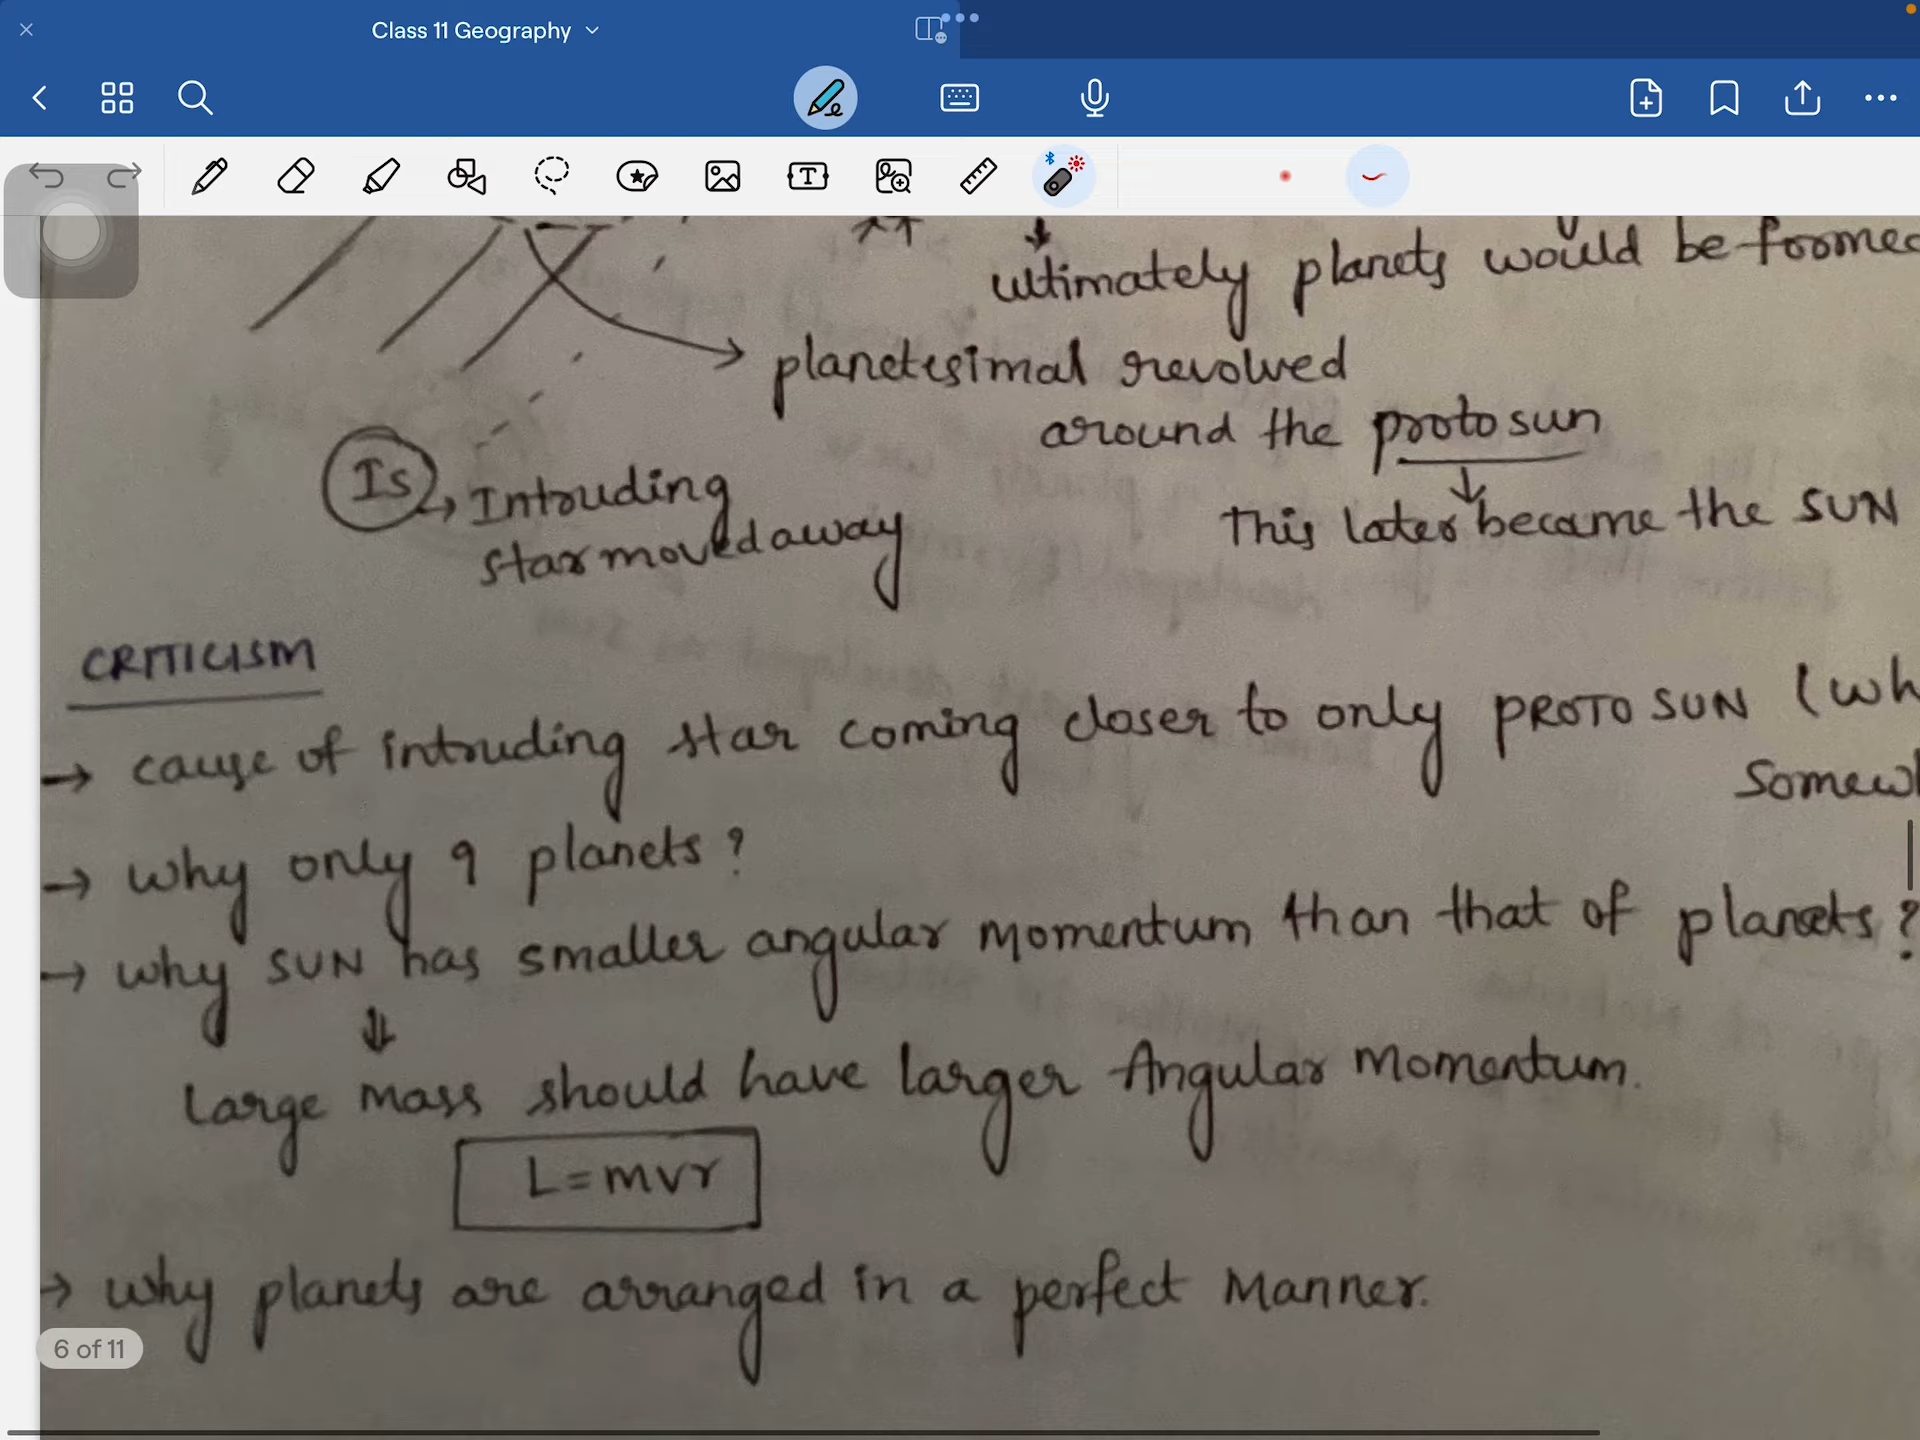 Class 11 Geography
ultimately planets would be
planetesimal revolved
around the proto sun
This later became the SUN
Is
Intruding
star moved away
CRITICISM
→ cause of intruding star coming closer to only PROTO SUN
→ why only 9 planets?
→ why SUN has smaller angular momentum than that of planets?
Large mass should have larger Angular Momentum.
L=mvr
→ why planets are arranged in a perfect Manner.
6 of 11